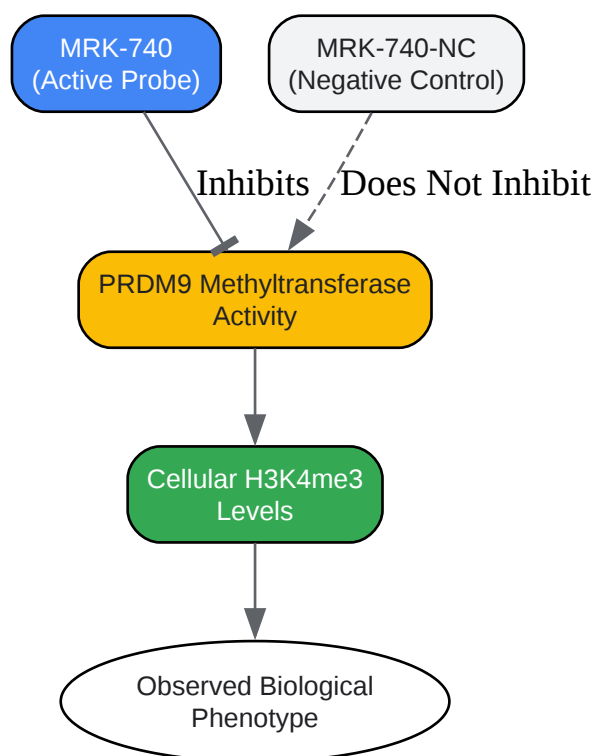 MRK-740
(Active Probe)
MRK-740-NC
(Negative Control)
Inhibits
Does Not Inhibit
PRDM9 Methyltransferase
Activity
Cellular H3K4me3
Levels
Observed Biological
Phenotype